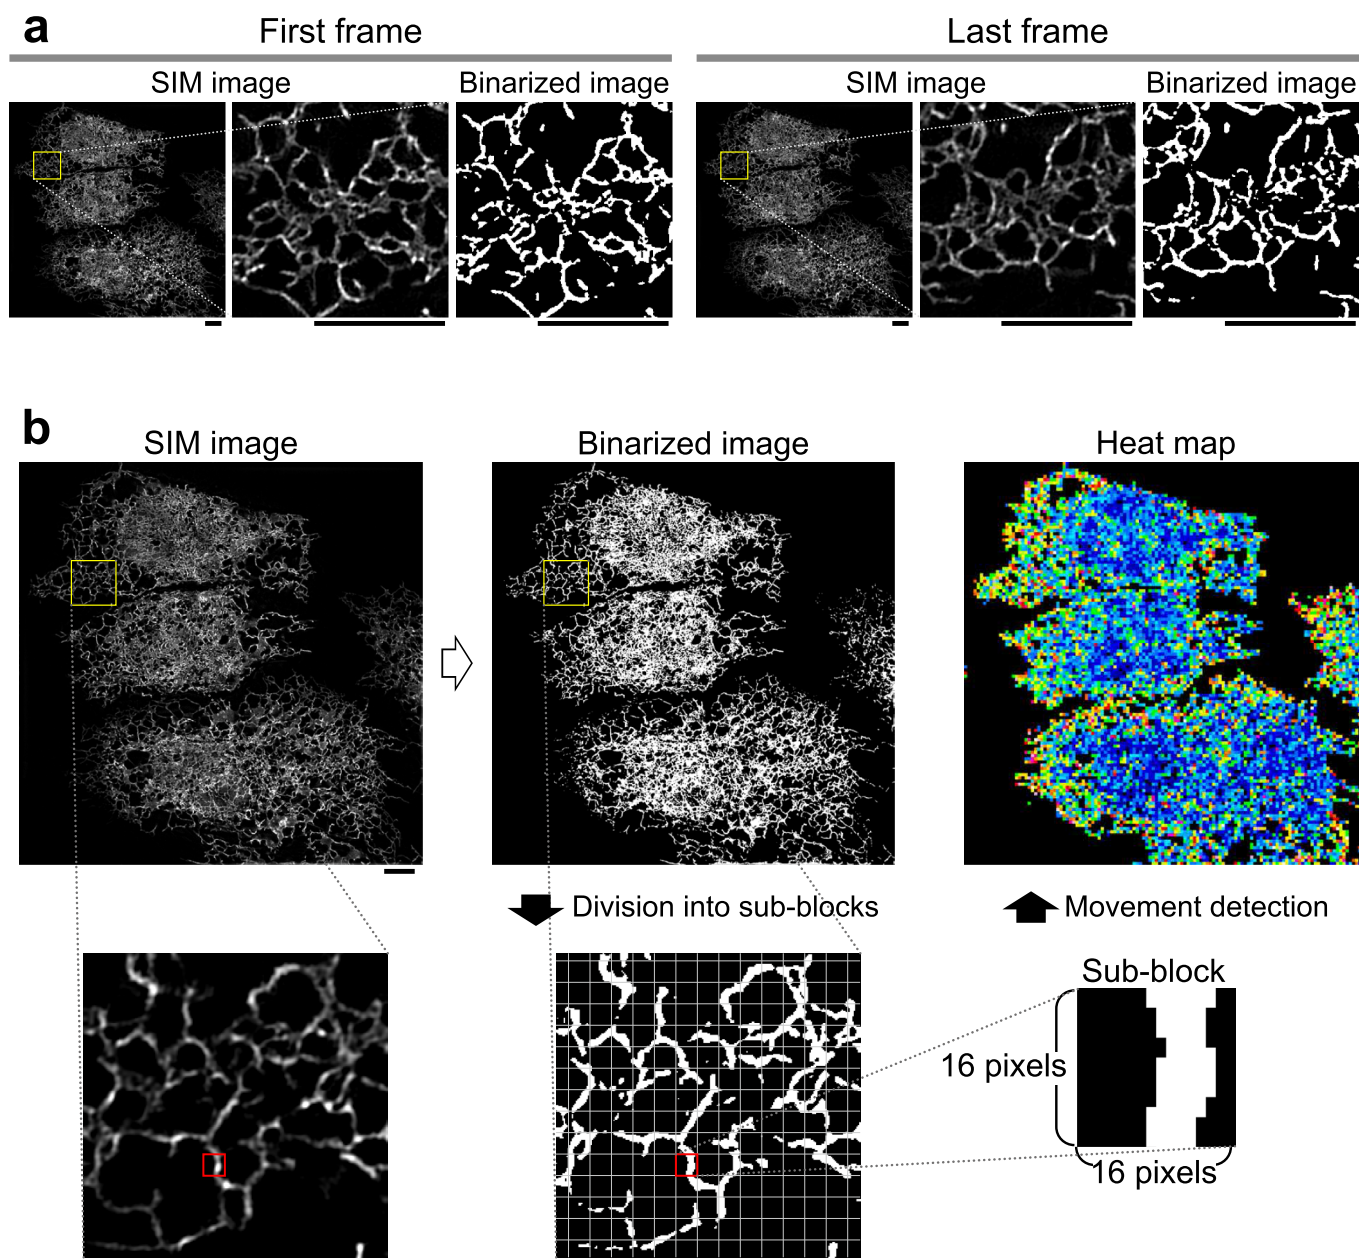 a
First frame
Last frame
SIM image
Binarized image
SIM image
Binarized image
b
SIM image
Binarized image
Heat map
Division into sub-blocks
Movement detection
Sub-block
16 pixels
16 pixels